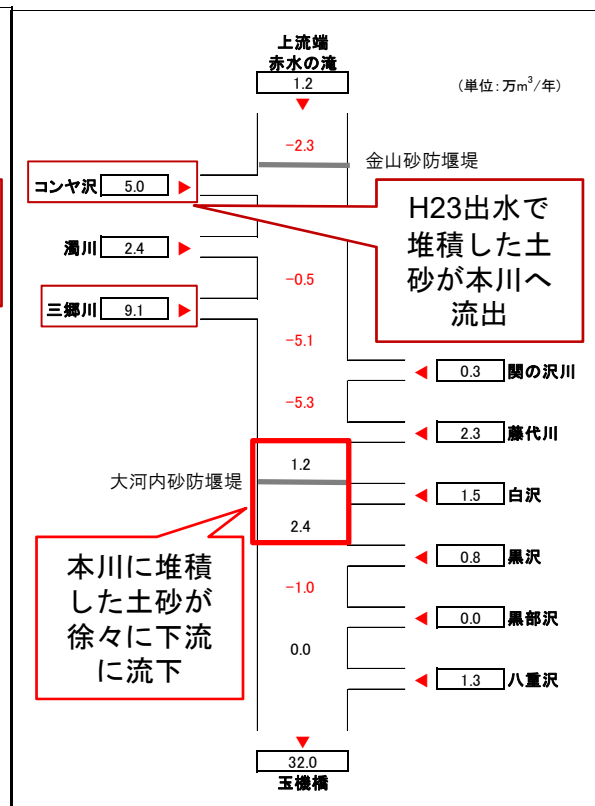 上流端
赤水の滝
1.2
(単位:万m³/年)
-2.3
金山砂防堰堤
コンヤ沢 5.0
H23出水で
堆積した土
砂が本川へ
流出
濁川 2.4
-0.5
三郷川 9.1
-5.1
0.3 関の沢川
-5.3
2.3 藤代川
1.2
大河内砂防堰堤
1.5 白沢
2.4
本川に堆積
した土砂が
徐々に下流
に流下
0.8 黒沢
-1.0
0.0 黒部沢
0.0
1.3 八重沢
32.0
玉機橋